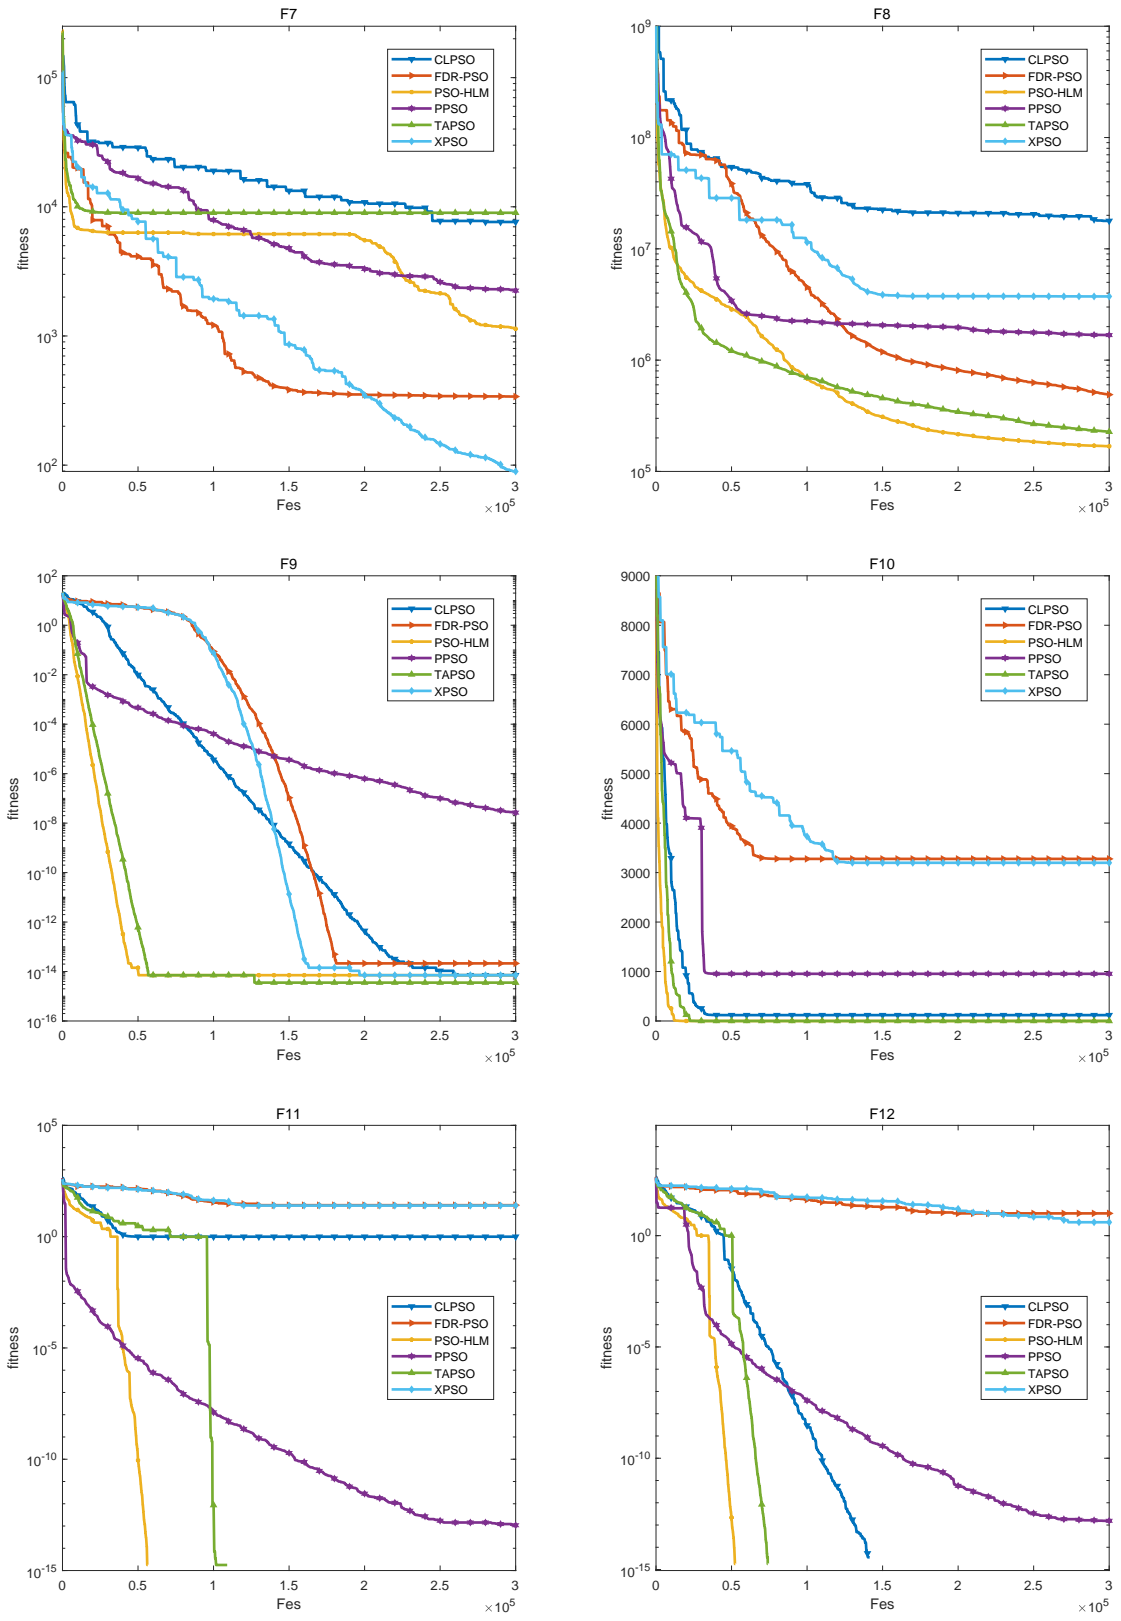 F7
10^5
10^4
10^3
10^2
fitness
0 0.5 1 1.5 2 2.5 3
Fes
×10^5
CLPSO
FDR-PSO
PSO-HLM
PPSO
TAPSO
XPSO
F8
10^9
10^8
10^7
10^6
10^5
fitness
0 0.5 1 1.5 2 2.5 3
Fes
×10^5
CLPSO
FDR-PSO
PSO-HLM
PPSO
TAPSO
XPSO
F9
10^2
10^0
10^-2
10^-4
10^-6
10^-8
10^-10
10^-12
10^-14
10^-16
fitness
0 0.5 1 1.5 2 2.5 3
Fes
×10^5
CLPSO
FDR-PSO
PSO-HLM
PPSO
TAPSO
XPSO
F10
9000
8000
7000
6000
5000
4000
3000
2000
1000
0
fitness
0 0.5 1 1.5 2 2.5 3
Fes
×10^5
CLPSO
FDR-PSO
PSO-HLM
PPSO
TAPSO
XPSO
F11
10^5
10^0
10^-5
10^-10
10^-15
fitness
0 0.5 1 1.5 2 2.5 3
Fes
×10^5
CLPSO
FDR-PSO
PSO-HLM
PPSO
TAPSO
XPSO
F12
10^0
10^-5
10^-10
10^-15
fitness
0 0.5 1 1.5 2 2.5 3
Fes
×10^5
CLPSO
FDR-PSO
PSO-HLM
PPSO
TAPSO
XPSO